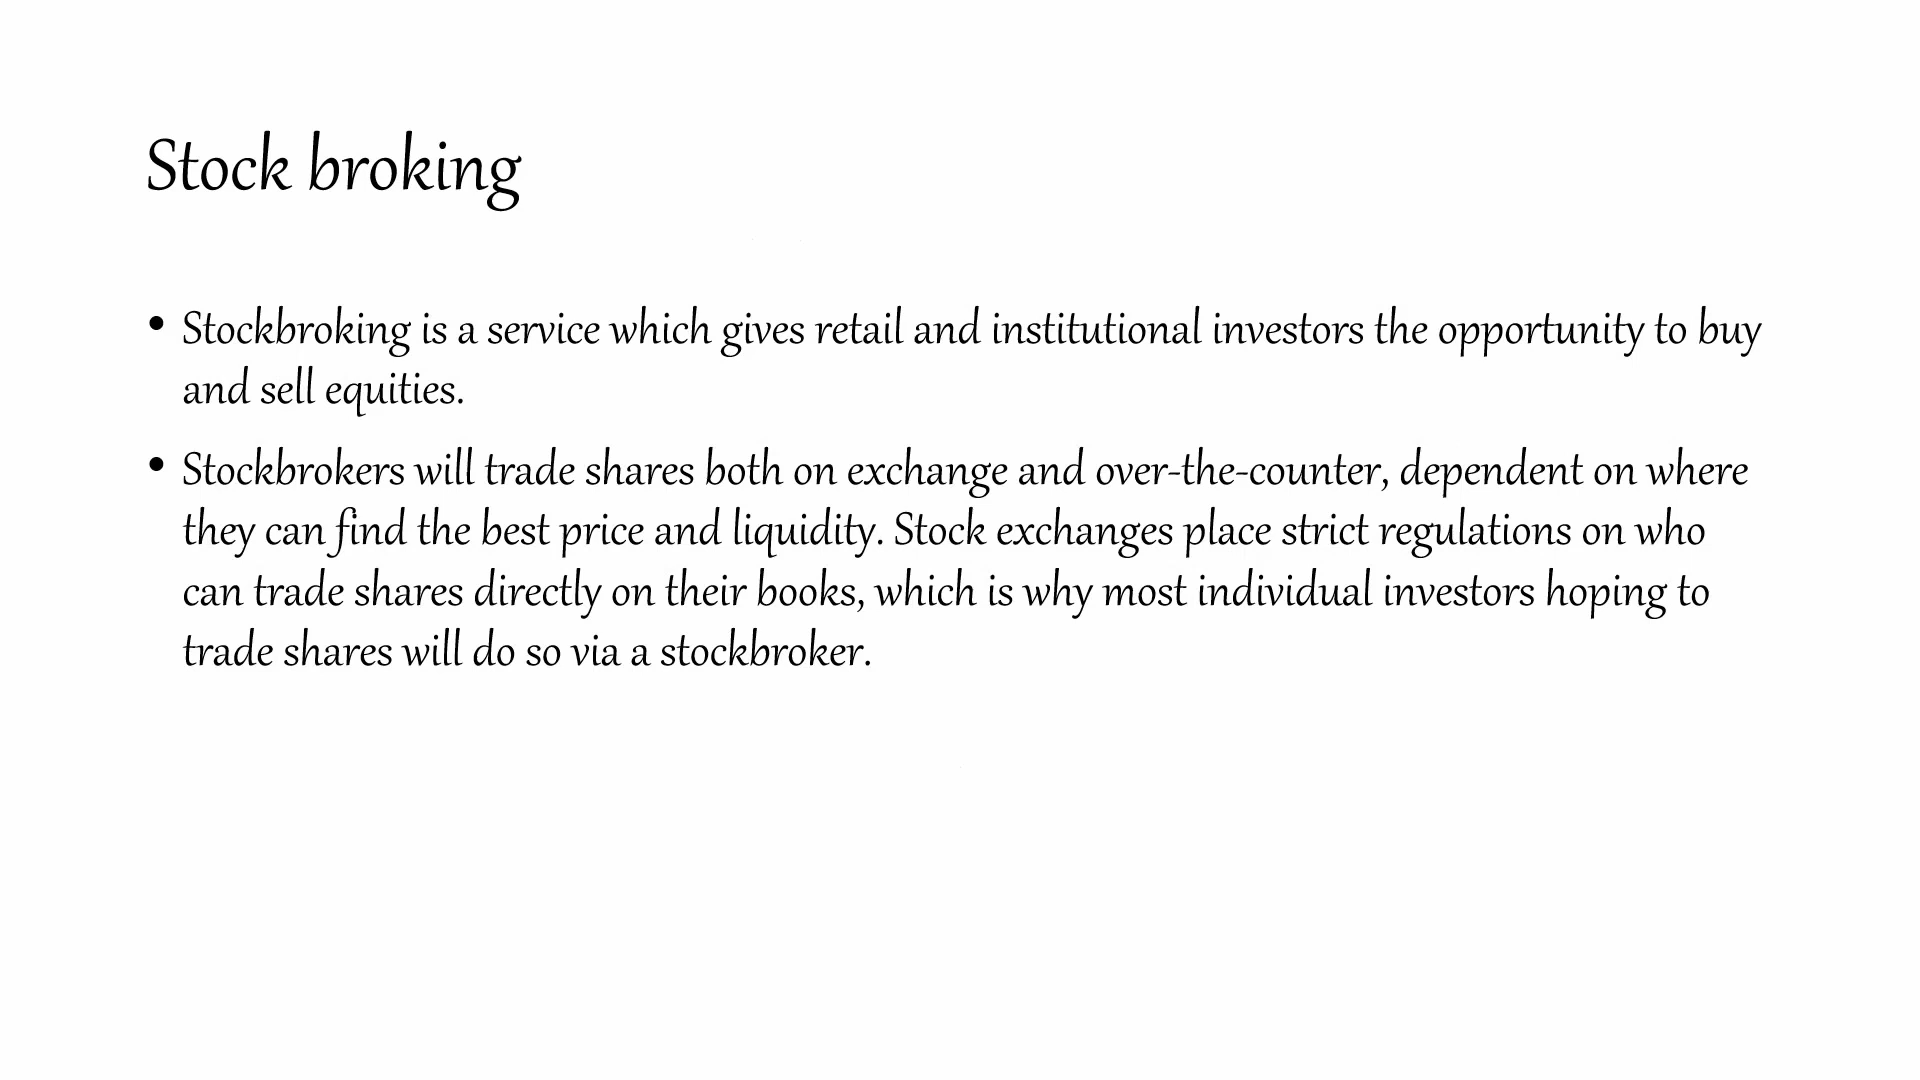 Stock broking
• Stockbroking is a service which gives retail and institutional investors the opportunity to buy
and sell equities.
• Stockbrokers will trade shares both on exchange and over-the-counter, dependent on where
they can find the best price and liquidity. Stock exchanges place strict regulations on who
can trade shares directly on their books, which is why most individual investors hoping to
trade shares will do so via a stockbroker.